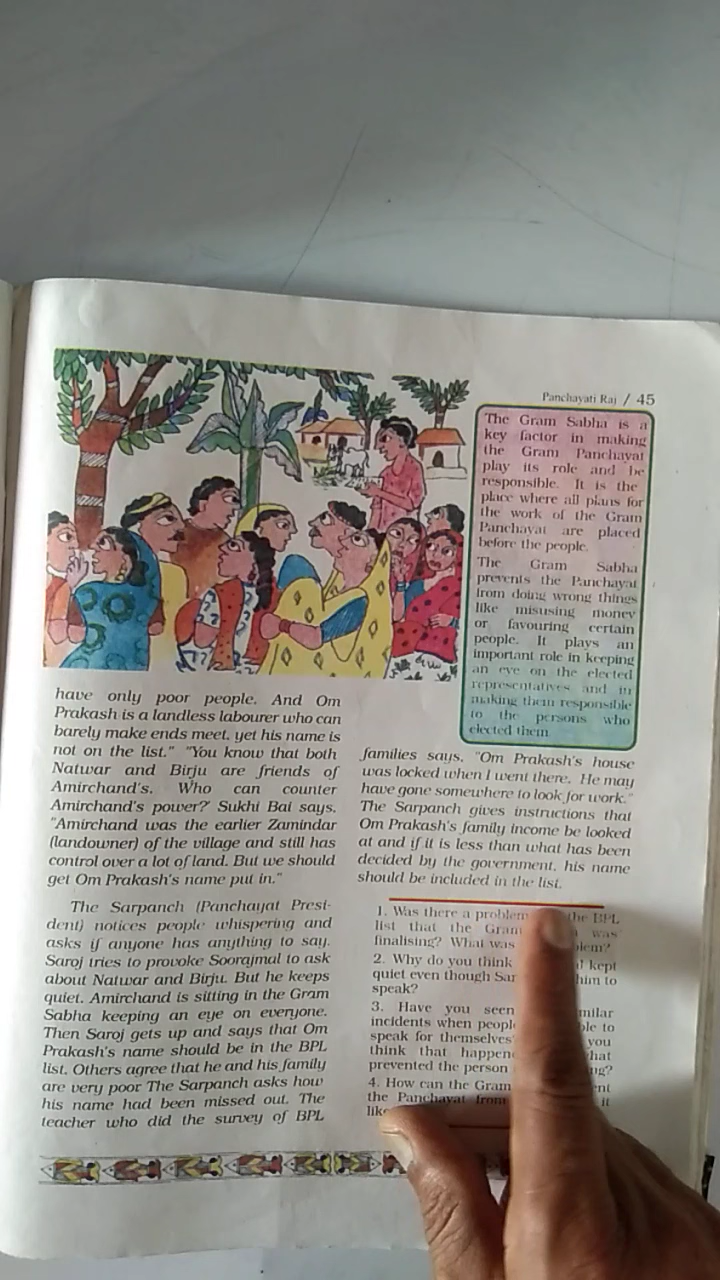 Panchayati Raj / 45
The Gram Sabha is a
key factor in making
the Gram Panchayat
play its role and be
responsible. It is the
place where all plans for
the work of the Gram
Panchayat are placed
before the people.
The Gram Sabha
prevents the Panchayat
from doing wrong things
like misusing money
or favouring certain
people. It plays an
important role in keeping
an eye on the elected
representatives and in
making them responsible
to the persons who
elected them
have only poor people. And Om
Prakash is a landless labourer who can
barely make ends meet, yet his name is
not on the list." "You know that both
Natwar and Birju are friends of
Amirchand's. Who can counter
Amirchand's power?' Sukhi Bai says.
"Amirchand was the earlier Zamindar
(landowner) of the village and still has
control over a lot of land. But we should
get Om Prakash's name put in."
The Sarpanch (Panchayat Presi-
dent) notices people whispering and
asks if anyone has anything to say.
Saroj tries to provoke Soorajmal to ask
about Natwar and Birju. But he keeps
quiet. Amirchand is sitting in the Gram
Sabha keeping an eye on everyone.
Then Saroj gets up and says that Om
Prakash's name should be in the BPL
list. Others agree that he and his family
are very poor The Sarpanch asks how
his name had been missed out. The
teacher who did the survey of BPL
families says, "Om Prakash's house
was locked when I went there. He may
have gone somewhere to look for work."
The Sarpanch gives instructions that
Om Prakash's family income be looked
at and if it is less than what has been
decided by the government, his name
should be included in the list.
1. Was there a problem the BPL
list that the Gram was
finalising? What was
2. Why do you think kept
quiet even though him to
speak?
3. Have you seen
incidents when to
speak for themselves you
think that
prevented the person
4. How can the Gram
the Panchayat from it